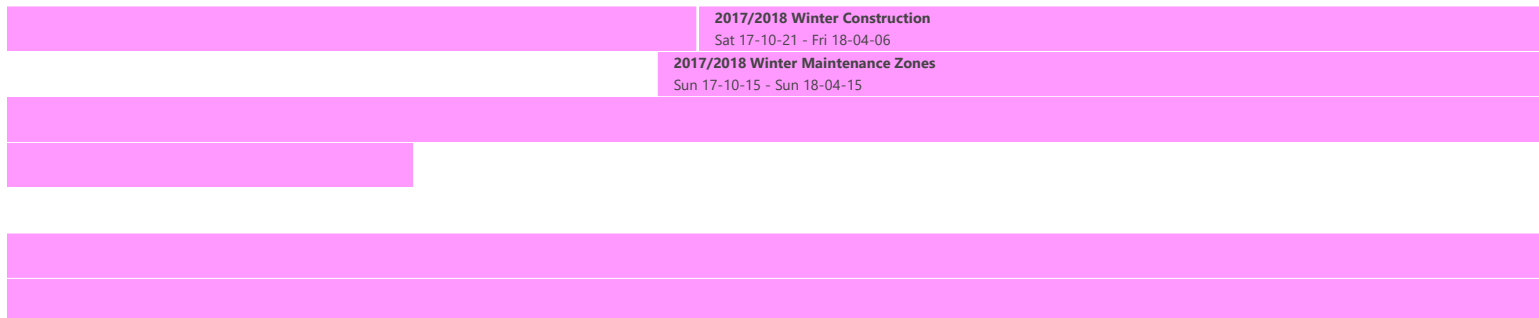 2017/2018 Winter Construction
Sat 17-10-21 - Fri 18-04-06
2017/2018 Winter Maintenance Zones
Sun 17-10-15 - Sun 18-04-15